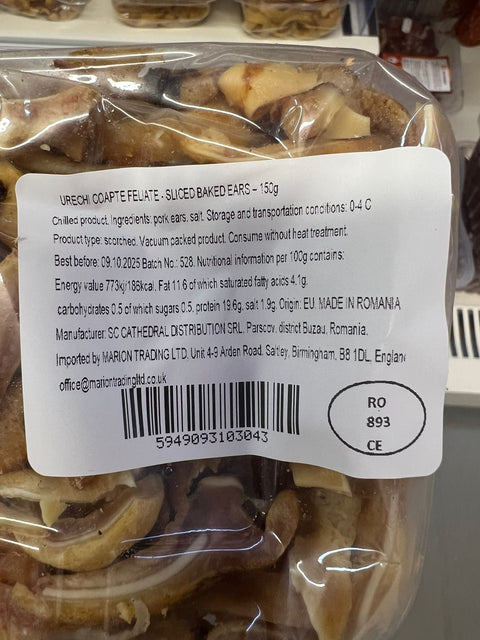 URECHI COAPTE FELIATE - SLICED BAKED EARS – 150g
Chilled product. Ingredients: pork ears, salt. Storage and transportation conditions: 0-4 C
Product type: scorched. Vacuum packed product. Consume without heat treatment.
Best before: 09.10.2025 Batch No.: 528. Nutritional information per 100g contains:
Energy value 773kj/186kcal, Fat 11.6 of which saturated fatty acids 4.1g.
carbohydrates 0.5 of which sugars 0.5, protein 19.6g, salt 1.9g. Origin: EU. MADE IN ROMANIA
Manufacturer: SC CATHEDRAL DISTRIBUTION SRL. Parscov, district Buzau, Romania.
Imported by MARION TRADING LTD. Unit 4-9 Arden Road, Saltley, Birmingham, B8 1DL, England
office@mariontradingltd.co.uk
5949093103043
RO
893
CE